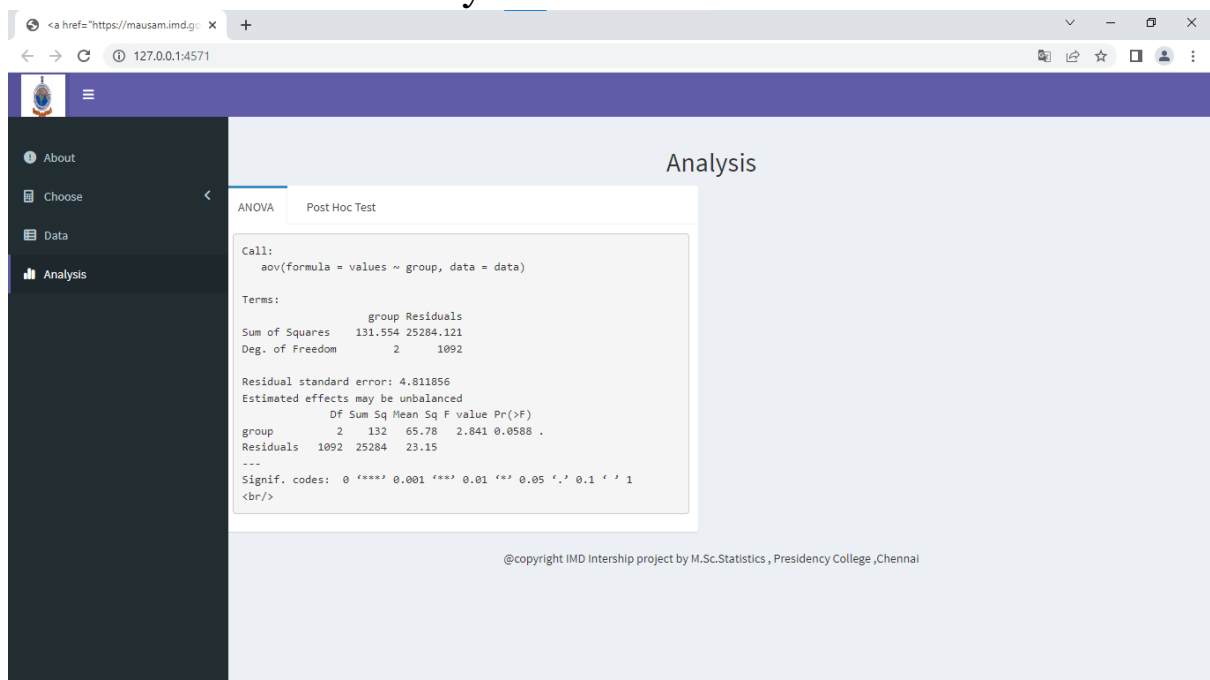 <a href="https://mausam.imd.go
127.0.0.1:4571
About
Choose
Data
Analysis
Analysis
ANOVA Post Hoc Test
Call:
aov(formula = values ~ group, data = data)
Terms:
group Residuals
Sum of Squares 131.554 25284.121
Deg. of Freedom 2 1092
Residual standard error: 4.811856
Estimated effects may be unbalanced
Df Sum Sq Mean Sq F value Pr(>F)
group 2 132 65.78 2.841 0.0588 .
Residuals 1092 25284 23.15
---
Signif. codes: 0 ‘***’ 0.001 ‘**’ 0.01 ‘*’ 0.05 ‘.’ 0.1 ‘ ’ 1
<br/>
@copyright IMD Intership project by M.Sc.Statistics , Presidency College ,Chennai